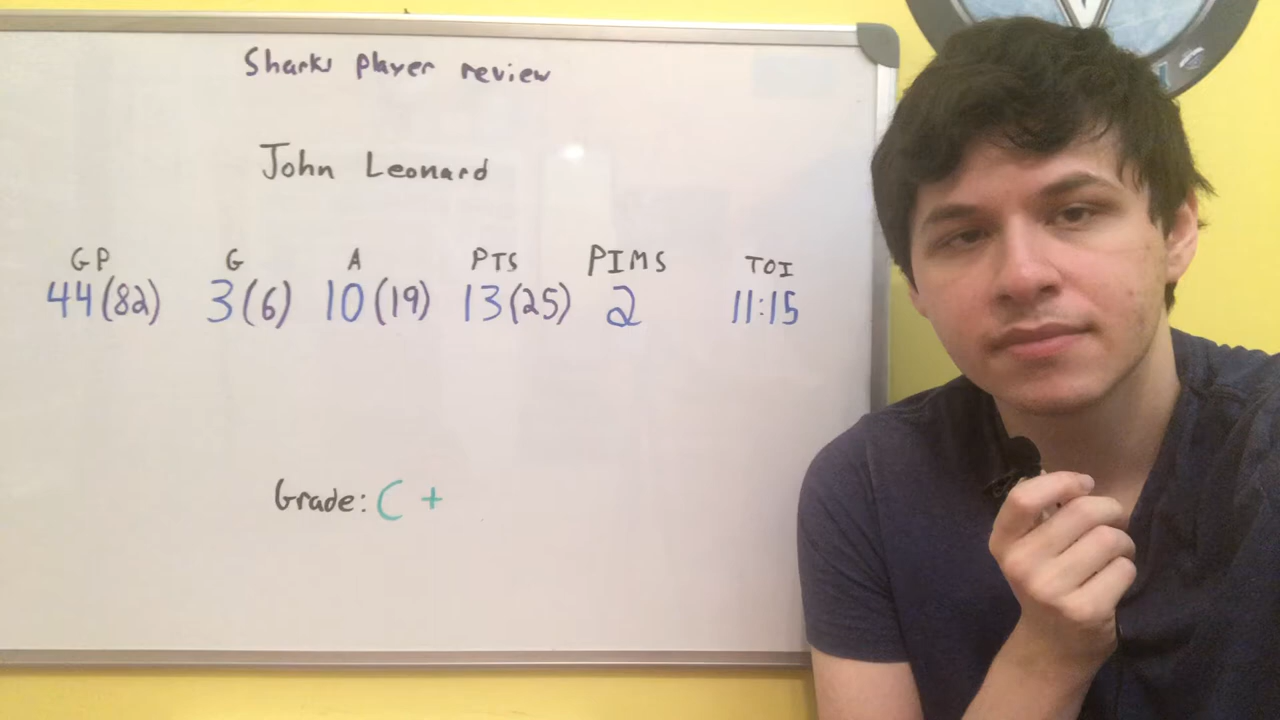 Sharks player review
John Leonard
GP G A PTS PIMS TOI
44(82) 3(6) 10(19) 13(25) 2 11:15
Grade: C +